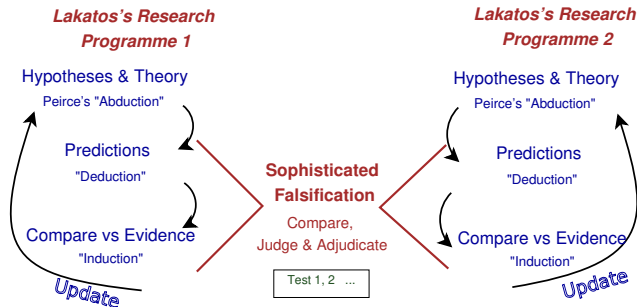 Lakatos's Research
Programme 1
Hypotheses & Theory
Peirce's "Abduction"
Predictions
"Deduction"
Compare vs Evidence
"Induction"
Update
Sophisticated
Falsification
Compare,
Judge & Adjudicate
Test 1, 2 ...
Lakatos's Research
Programme 2
Hypotheses & Theory
Peirce's "Abduction"
Predictions
"Deduction"
Compare vs Evidence
"Induction"
Update